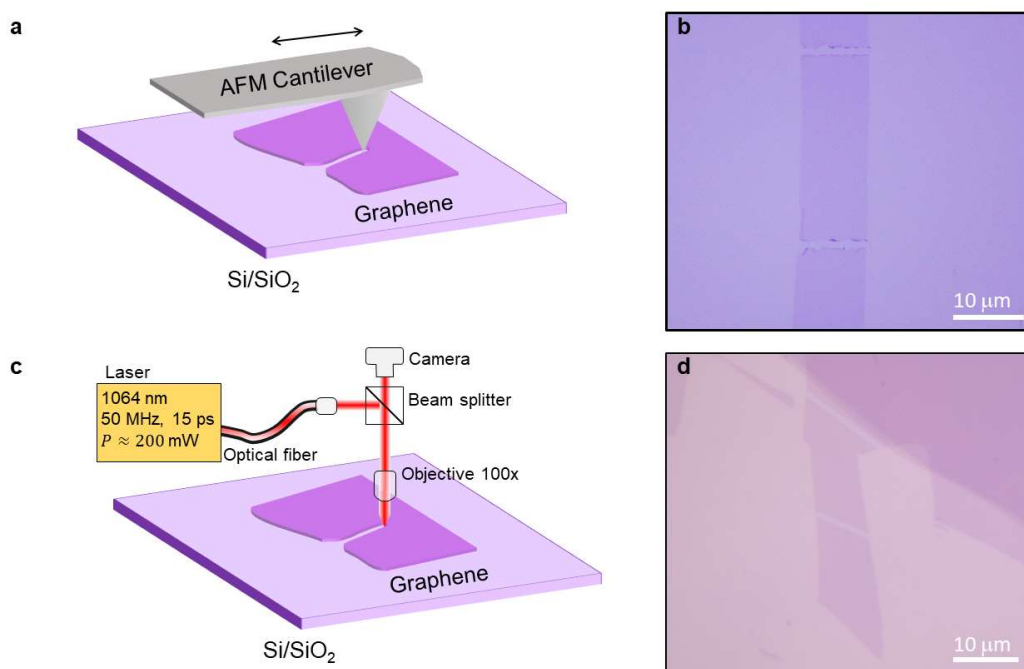 a
AFM Cantilever
Graphene
Si/SiO₂
b
10 μm
c
Laser
1064 nm
50 MHz, 15 ps
P ≈ 200 mW
Optical fiber
Camera
Beam splitter
Objective 100x
Graphene
Si/SiO₂
d
10 μm